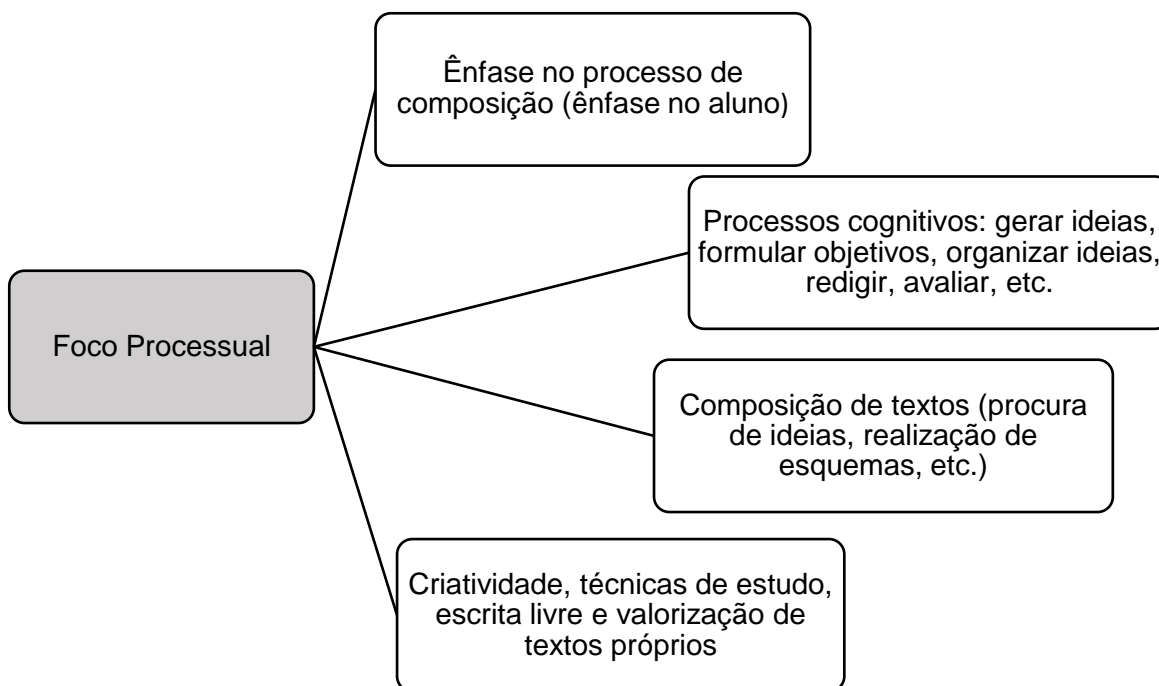 Ênfase no processo de
composição (ênfase no aluno)
Processos cognitivos: gerar ideias,
formular objetivos, organizar ideias,
redigir, avaliar, etc.
Foco Processual
Composição de textos (procura
de ideias, realização de
esquemas, etc.)
Criatividade, técnicas de estudo,
escrita livre e valorização de
textos próprios